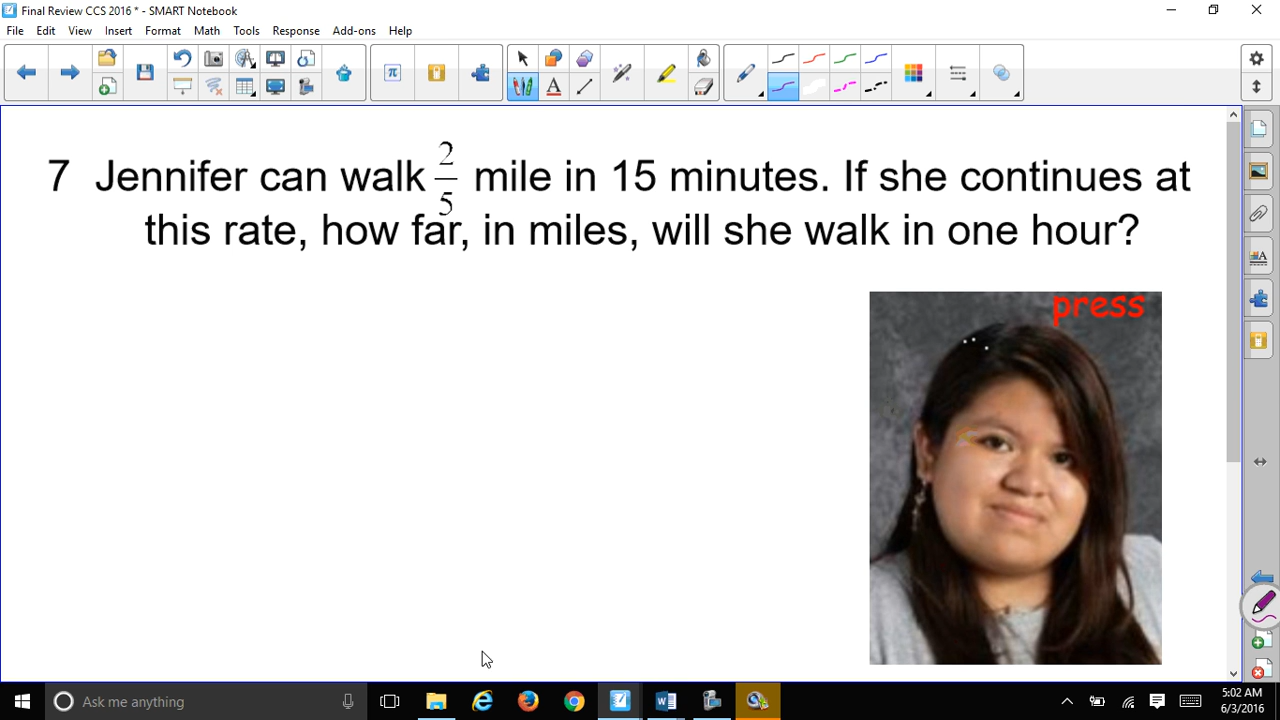 Final Review CCS 2016 * - SMART Notebook
File Edit View Insert Format Math Tools Response Add-ons Help
7 Jennifer can walk 2/5 mile in 15 minutes. If she continues at
this rate, how far, in miles, will she walk in one hour?
press
Ask me anything
5:02 AM
6/3/2016